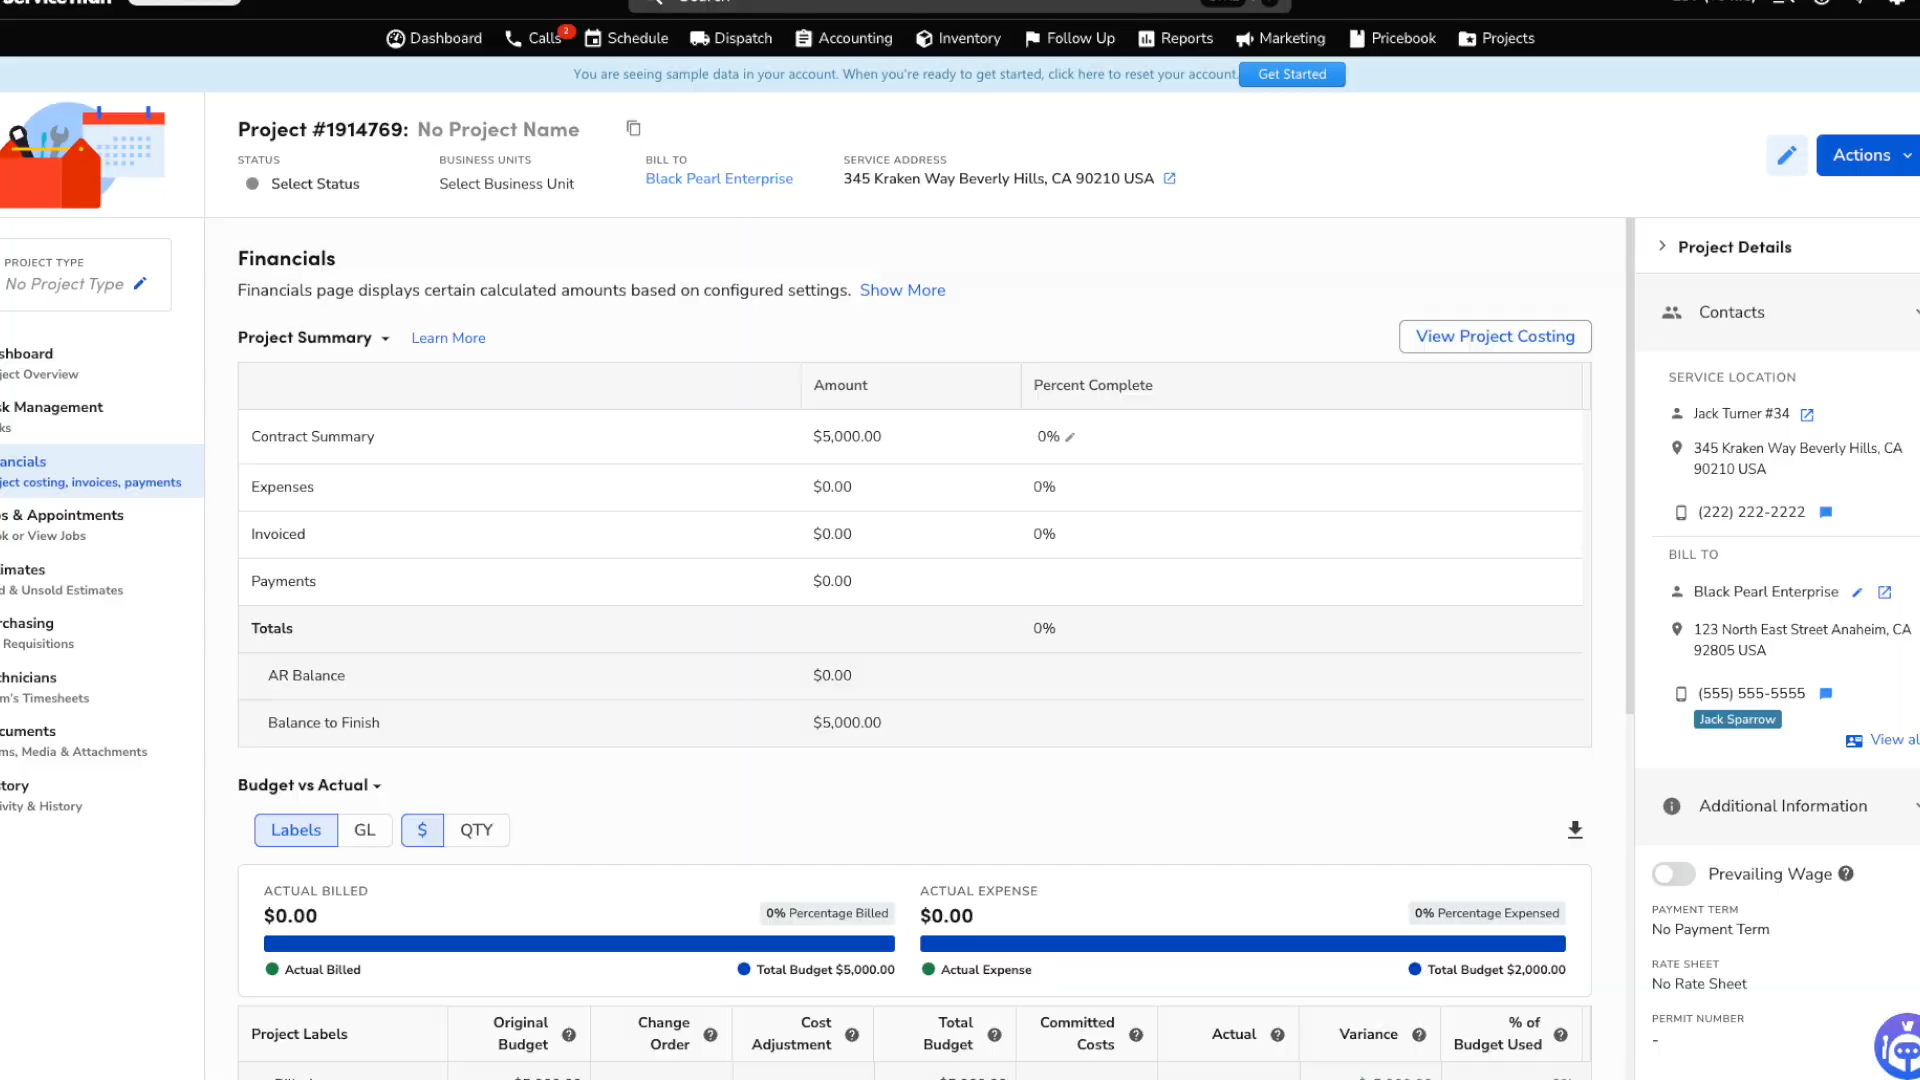 Dashboard
Calls 2
Schedule
Dispatch
Accounting
Inventory
Follow Up
Reports
Marketing
Pricebook
Projects
You are seeing sample data in your account. When you're ready to get started, click here to reset your account.
Get Started
Project #1914769: No Project Name
STATUS
Select Status
BUSINESS UNITS
Select Business Unit
BILL TO
Black Pearl Enterprise
SERVICE ADDRESS
345 Kraken Way Beverly Hills, CA 90210 USA
Actions
PROJECT TYPE
No Project Type
shboard
ject Overview
sk Management
ks
ancials
ject costing, invoices, payments
s & Appointments
ok or View Jobs
imates
d & Unsold Estimates
rchasing
Requisitions
chnicians
m's Timesheets
cuments
ms, Media & Attachments
tory
ivity & History
Financials
Financials page displays certain calculated amounts based on configured settings. Show More
Project Summary
Learn More
View Project Costing
Amount
Percent Complete
Contract Summary $5,000.00 0%
Expenses $0.00 0%
Invoiced $0.00 0%
Payments $0.00
Totals 0%
AR Balance $0.00
Balance to Finish $5,000.00
Budget vs Actual
Labels
GL
$
QTY
ACTUAL BILLED
$0.00
0% Percentage Billed
Actual Billed
Total Budget $5,000.00
ACTUAL EXPENSE
$0.00
0% Percentage Expensed
Actual Expense
Total Budget $2,000.00
Project Labels
Original
Budget
Change
Order
Cost
Adjustment
Total
Budget
Committed
Costs
Actual
Variance
% of
Budget Used
Project Details
Contacts
SERVICE LOCATION
Jack Turner #34
345 Kraken Way Beverly Hills, CA
90210 USA
(222) 222-2222
BILL TO
Black Pearl Enterprise
123 North East Street Anaheim, CA
92805 USA
(555) 555-5555
Jack Sparrow
View al
Additional Information
Prevailing Wage
PAYMENT TERM
No Payment Term
RATE SHEET
No Rate Sheet
PERMIT NUMBER
-